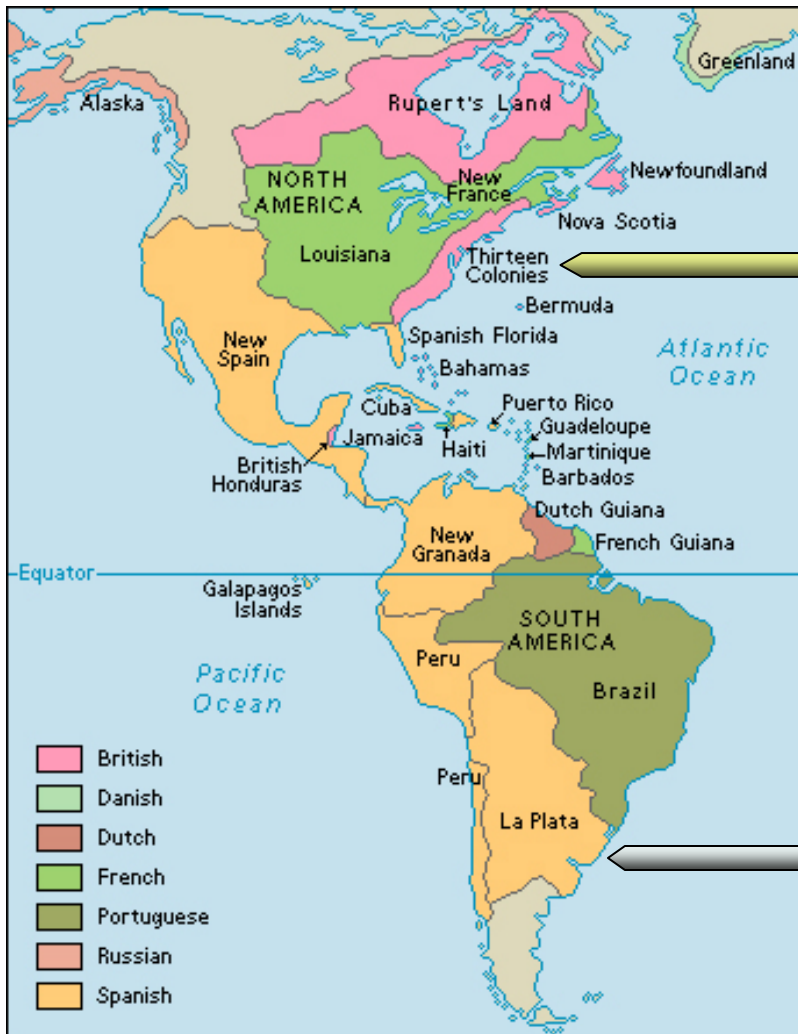 Greenland
Alaska
Rupert's Land
Newfoundland
New
France
NORTH
AMERICA
Nova Scotia
Louisiana
Thirteen
Colonies
Bermuda
New
Spain
Spanish Florida
Atlantic
Ocean
Bahamas
Cuba
Puerto Rico
Jamaica
Haiti
Guadeloupe
Martinique
British
Honduras
Barbados
Dutch Guiana
New
Granada
French Guiana
Equator
Galapagos
Islands
SOUTH
AMERICA
Peru
Pacific
Ocean
Brazil
Peru
La Plata
British
Danish
Dutch
French
Portuguese
Russian
Spanish